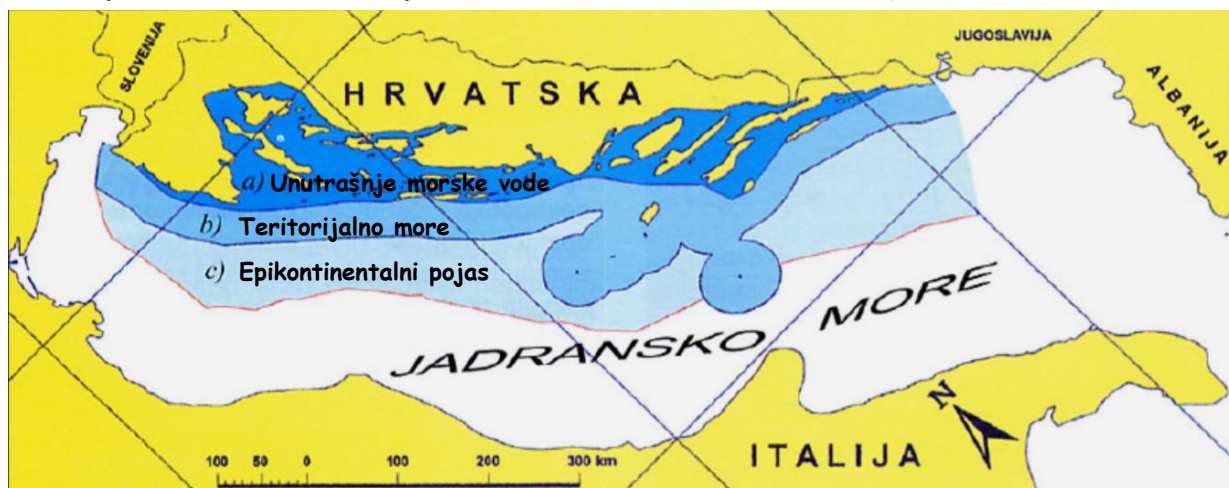 SLOVENIJA
JUGOSLAVIJA
ALBANIJA
HRVATSKA
a) Unutrašnje morske vode
b) Teritorijalno more
c) Epikontinentalni pojas
JADRANSKO MORE
N
ITALIJA
100 50 0 100 200 300 km